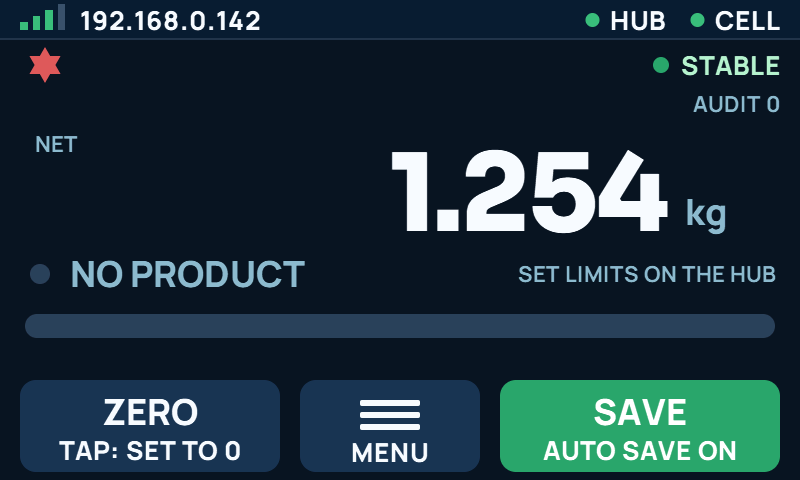 192.168.0.142
HUB
CELL
STABLE
AUDIT 0
NET
1.254 kg
NO PRODUCT
SET LIMITS ON THE HUB
ZERO
TAP: SET TO 0
MENU
SAVE
AUTO SAVE ON